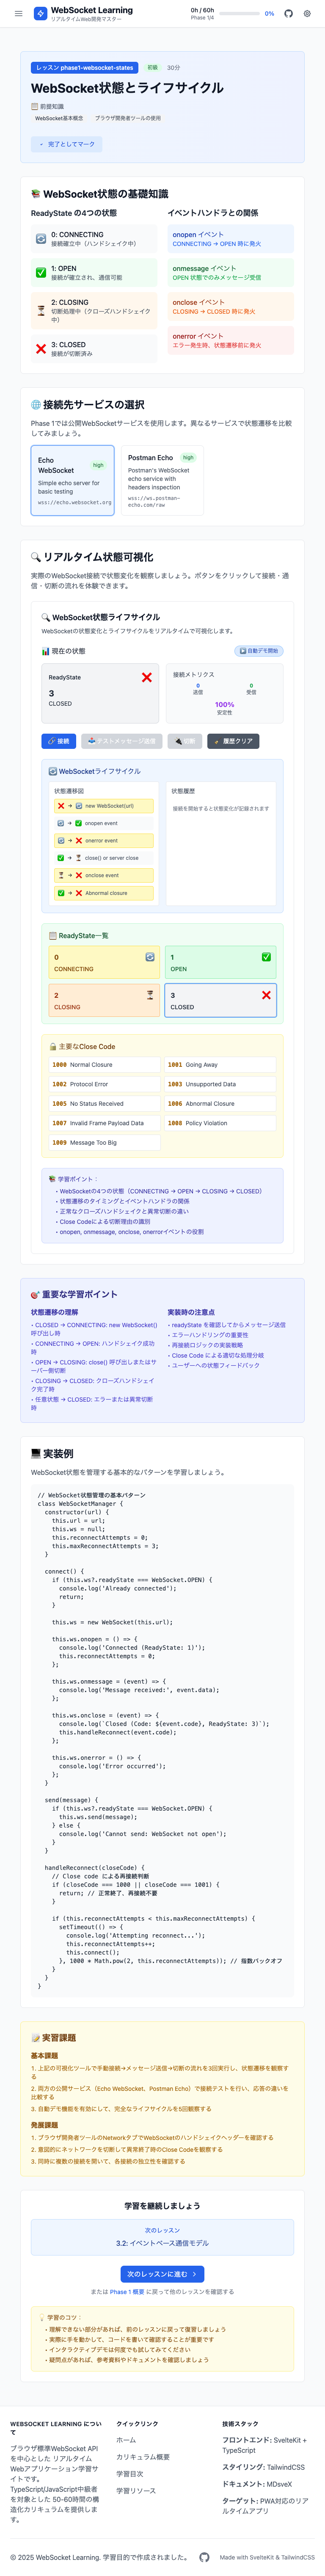 WebSocket Learning
リアルタイムWeb開発マスター
0h / 60h
Phase 1/4
0%
レッスン phase1-websocket-states
初級
30分
WebSocket状態とライフサイクル
📋 前提知識
WebSocket基本概念
ブラウザ開発者ツールの使用
完了としてマーク
📚 WebSocket状態の基礎知識
ReadyState の4つの状態
0: CONNECTING
接続確立中（ハンドシェイク中）
1: OPEN
接続が確立され、通信可能
2: CLOSING
切断処理中（クローズハンドシェイク
中）
3: CLOSED
接続が切断済み
イベントハンドラとの関係
onopen イベント
CONNECTING → OPEN 時に発火
onmessage イベント
OPEN 状態でのみメッセージ受信
onclose イベント
CLOSING → CLOSED 時に発火
onerror イベント
エラー発生時、状態遷移前に発火
🌐 接続先サービスの選択
Phase 1では公開WebSocketサービスを使用します。異なるサービスで状態遷移を比較
してみましょう。
Echo
WebSocket
high
Simple echo server for
basic testing
wss://echo.websocket.org
Postman Echo
high
Postman's WebSocket
echo service with
headers inspection
wss://ws.postman-
echo.com/raw
🔍 リアルタイム状態可視化
実際のWebSocket接続で状態変化を観察しましょう。ボタンをクリックして接続・通
信・切断の流れを体験できます。
🔍 WebSocket状態ライフサイクル
WebSocketの状態変化とライフサイクルをリアルタイムで可視化します。
📊 現在の状態
▶️ 自動デモ開始
ReadyState
3
CLOSED
接続メトリクス
0
送信
0
受信
100%
安定性
🔗 接続
📤 テストメッセージ送信
🔌 切断
🧹 履歴クリア
🔄 WebSocketライフサイクル
状態遷移図
❌ → 🔄 new WebSocket(url)
🔄 → ✅ onopen event
🔄 → ❌ onerror event
✅ → ⏳ close() or server close
⏳ → ❌ onclose event
✅ → ❌ Abnormal closure
状態履歴
接続を開始すると状態変化が記録されます
📋 ReadyState一覧
0
CONNECTING
1
OPEN
2
CLOSING
3
CLOSED
🔒 主要なClose Code
1000 Normal Closure
1001 Going Away
1002 Protocol Error
1003 Unsupported Data
1005 No Status Received
1006 Abnormal Closure
1007 Invalid Frame Payload Data
1008 Policy Violation
1009 Message Too Big
📚 学習ポイント：
• WebSocketの4つの状態（CONNECTING → OPEN → CLOSING → CLOSED）
• 状態遷移のタイミングとイベントハンドラの関係
• 正常なクローズハンドシェイクと異常切断の違い
• Close Codeによる切断理由の識別
• onopen, onmessage, onclose, onerrorイベントの役割
🎯 重要な学習ポイント
状態遷移の理解
• CLOSED → CONNECTING: new WebSocket()
呼び出し時
• CONNECTING → OPEN: ハンドシェイク成功
時
• OPEN → CLOSING: close() 呼び出しまたはサ
ーバー側切断
• CLOSING → CLOSED: クローズハンドシェイ
ク完了時
• 任意状態 → CLOSED: エラーまたは異常切断
時
実装時の注意点
• readyState を確認してからメッセージ送信
• エラーハンドリングの重要性
• 再接続ロジックの実装戦略
• Close Code による適切な処理分岐
• ユーザーへの状態フィードバック
💻 実装例
WebSocket状態を管理する基本的なパターンを学習しましょう。
// WebSocket状態管理の基本パターン
class WebSocketManager {
constructor(url) {
this.url = url;
this.ws = null;
this.reconnectAttempts = 0;
this.maxReconnectAttempts = 3;
}
connect() {
if (this.ws?.readyState === WebSocket.OPEN) {
console.log('Already connected');
return;
}
this.ws = new WebSocket(this.url);
this.ws.onopen = () => {
console.log('Connected (ReadyState: 1)');
this.reconnectAttempts = 0;
};
this.ws.onmessage = (event) => {
console.log('Message received:', event.data);
};
this.ws.onclose = (event) => {
console.log(`Closed (Code: ${event.code}, ReadyState: 3)`);
this.handleReconnect(event.code);
};
this.ws.onerror = () => {
console.log('Error occurred');
};
}
send(message) {
if (this.ws?.readyState === WebSocket.OPEN) {
this.ws.send(message);
} else {
console.log('Cannot send: WebSocket not open');
}
}
handleReconnect(closeCode) {
// Close code による再接続判断
if (closeCode === 1000 || closeCode === 1001) {
return; // 正常終了、再接続不要
}
if (this.reconnectAttempts < this.maxReconnectAttempts) {
setTimeout(() => {
console.log('Attempting reconnect...');
this.reconnectAttempts++;
this.connect();
}, 1000 * Math.pow(2, this.reconnectAttempts)); // 指数バックオフ
}
}
}
📝 実習課題
基本課題
1. 上記の可視化ツールで手動接続→メッセージ送信→切断の流れを3回実行し、状態遷移を観察す
る
2. 両方の公開サービス（Echo WebSocket、Postman Echo）で接続テストを行い、応答の違いを
比較する
3. 自動デモ機能を有効にして、完全なライフサイクルを5回観察する
発展課題
1. ブラウザ開発者ツールのNetworkタブでWebSocketのハンドシェイクヘッダーを確認する
2. 意図的にネットワークを切断して異常終了時のClose Codeを観察する
3. 同時に複数の接続を開いて、各接続の独立性を確認する
学習を継続しましょう
次のレッスン
3.2: イベントベース通信モデル
次のレッスンに進む
または Phase 1 概要 に戻って他のレッスンを確認する
💡 学習のコツ：
• 理解できない部分があれば、前のレッスンに戻って復習しましょう
• 実際に手を動かして、コードを書いて確認することが重要です
• インタラクティブデモは何度でも試してみてください
• 疑問点があれば、参考資料やドキュメントを確認しましょう
WEBSOCKET LEARNING につい
て
ブラウザ標準WebSocket API
を中心とした リアルタイム
Webアプリケーション学習サ
イトです。
TypeScript/JavaScript中級者
を対象とした 50-60時間の構
造化カリキュラムを提供しま
す。
クイックリンク
ホーム
カリキュラム概要
学習目次
学習リソース
技術スタック
フロントエンド: SvelteKit +
TypeScript
スタイリング: TailwindCSS
ドキュメント: MDsveX
ターゲット: PWA対応のリア
ルタイムアプリ
© 2025 WebSocket Learning. 学習目的で作成されました。
Made with SvelteKit & TailwindCSS